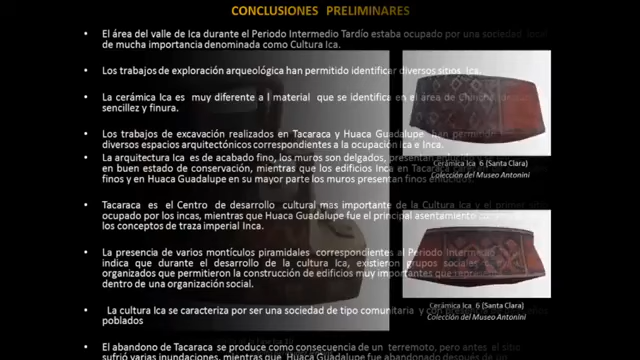 CONCLUSIONES PRELIMINARES
• El área del valle de Ica durante el Periodo Intermedio Tardío estaba ocupado por una sociedad local
de mucha importancia denominada como Cultura Ica.
• Los trabajos de exploración arqueológica han permitido identificar diversos sitios Ica.
• La cerámica Ica es muy diferente a l material que se identifica en el área de Chincha
sencillez y finura.
• Los trabajos de excavación realizados en Tacaraca y Huaca Guadalupe han
diversos espacios arquitectónicos correspondientes a la ocupación Ica e Inca.
• La arquitectura Ica es de acabado fino, los muros son delgados, presentan enlucido
en buen estado de conservación, mientras que los edificios Inca en Tacaraca
finos y en Huaca Guadalupe en su mayor parte los muros presentan finos enlucidos.
Cerámica Ica 6 (Santa Clara)
Colección del Museo Antonini
• Tacaraca es el Centro de desarrollo cultural mas importante de la Cultura Ica y el primer
ocupado por los incas, mientras que Huaca Guadalupe fue el principal asentamiento
los conceptos de traza imperial Inca.
• La presencia de varios montículos piramidales correspondientes al Periodo Intermedio
indica que durante el desarrollo de la cultura Ica, existieron grupos sociales
organizados que permitieron la construcción de edificios muy importantes que
dentro de una organización social.
Cerámica Ica 6 (Santa Clara)
Colección del Museo Antonini
• La cultura Ica se caracteriza por ser una sociedad de tipo comunitaria y con
poblados
• El abandono de Tacaraca se produce como consecuencia de un terremoto, pero antes el sitio
sufrió varias inundaciones, mientras que Huaca Guadalupe fue abandonado después